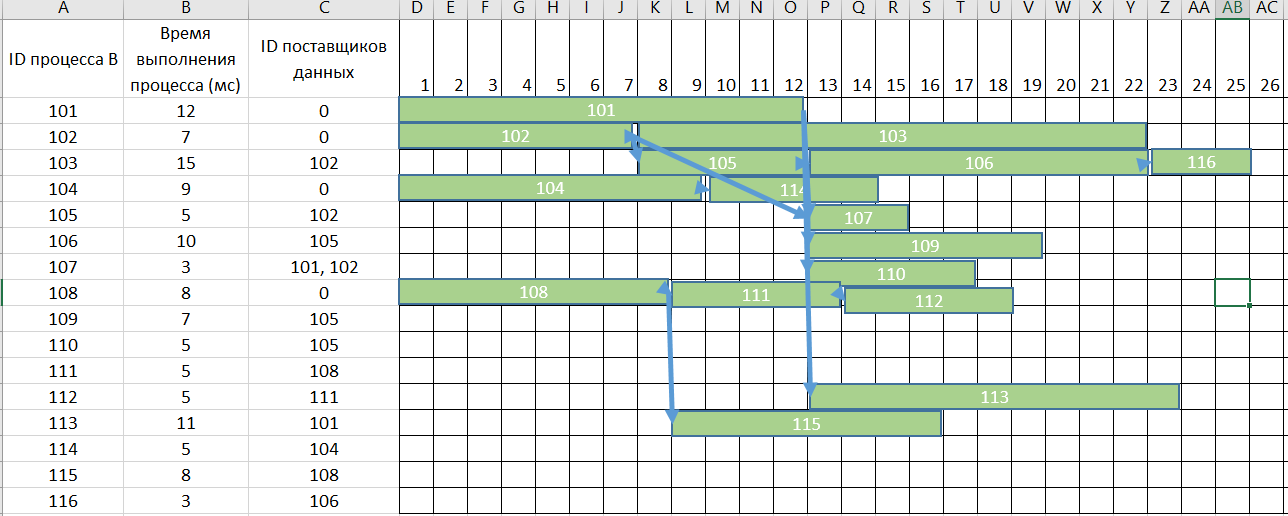 A B C D E F G H I J K L M N O P Q R S T U V W X Y Z AA AB AC
ID процесса B Время выполнения процесса (мс) ID поставщиков данных 1 2 3 4 5 6 7 8 9 10 11 12 13 14 15 16 17 18 19 20 21 22 23 24 25 26
101 12 0 101
102 7 0 102 103
103 15 102 105 106 116
104 9 0 104 114
105 5 102 107
106 10 105 109
107 3 101, 102 110
108 8 0 108 111 112
109 7 105
110 5 105
111 5 108
112 5 111 113
113 11 101 115
114 5 104
115 8 108
116 3 106